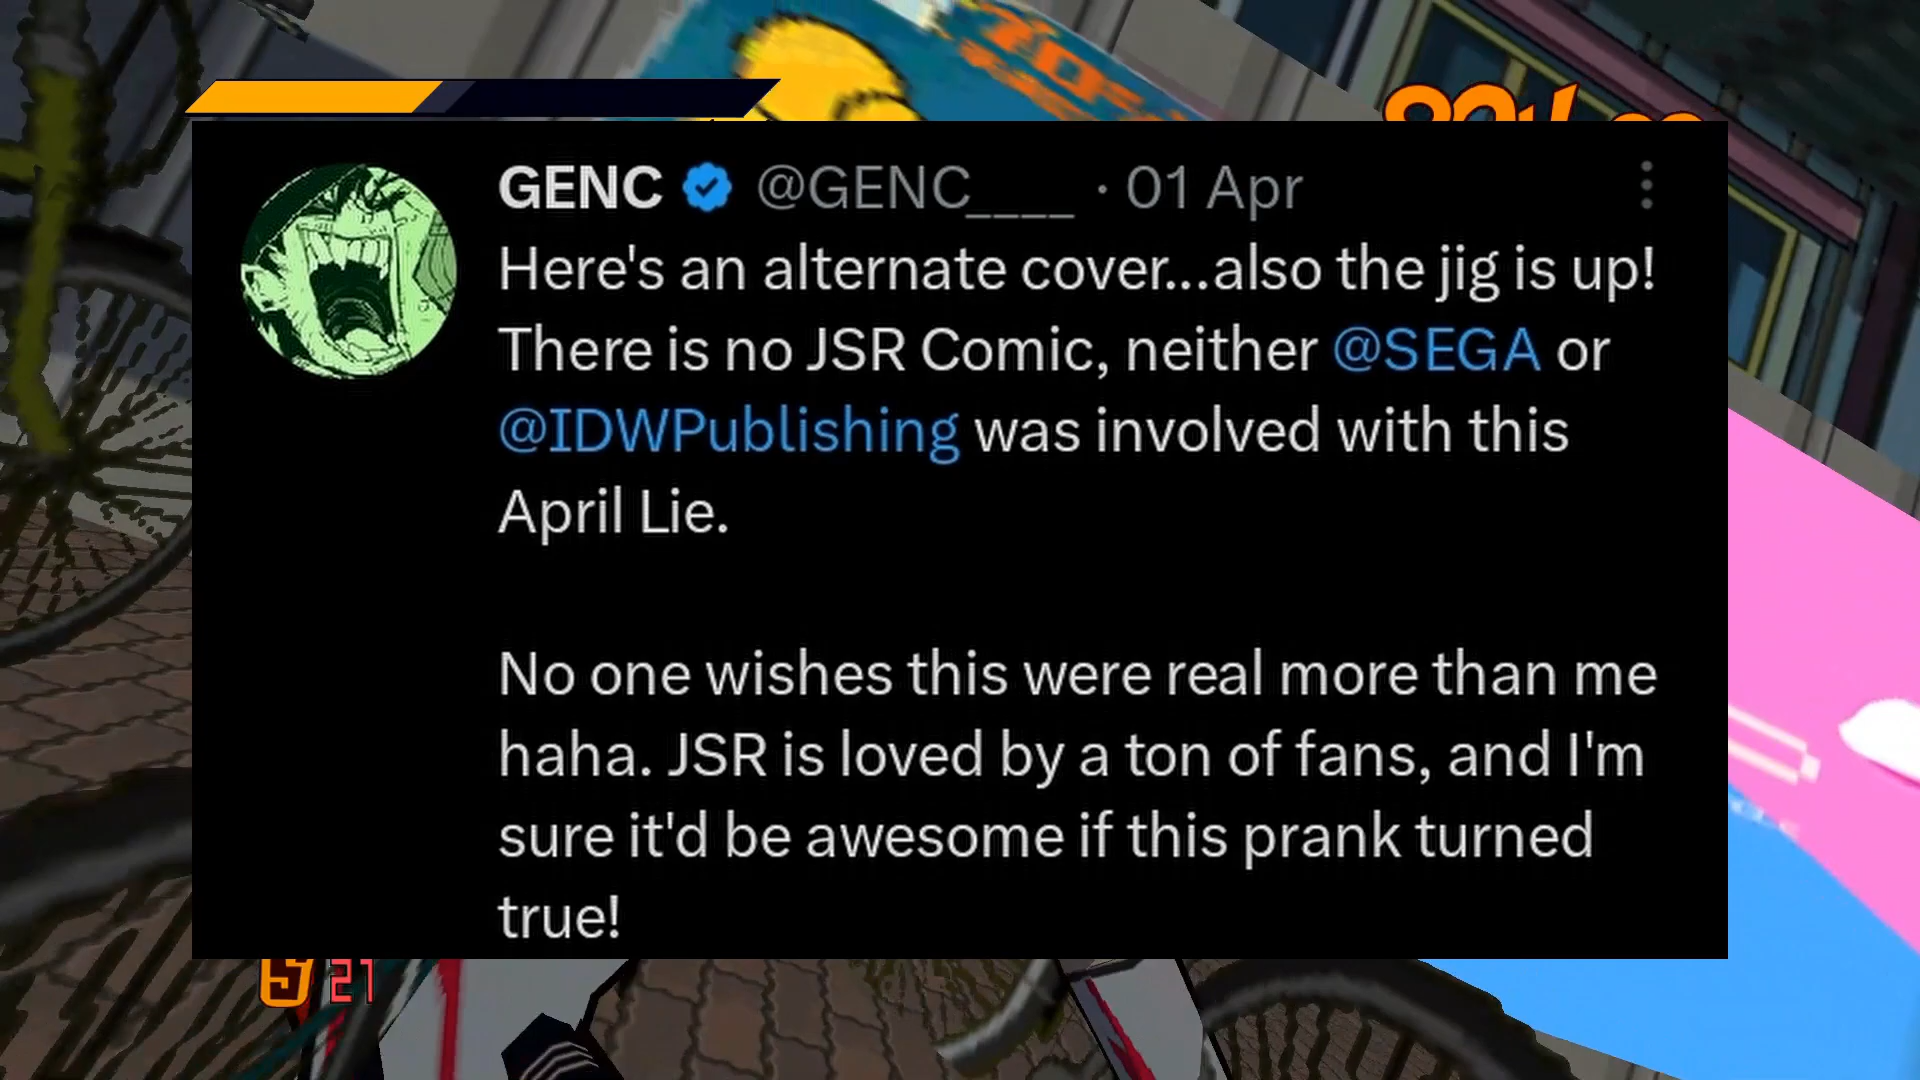 GENC @GENC____ · 01 Apr
Here's an alternate cover...also the jig is up!
There is no JSR Comic, neither @SEGA or
@IDWPublishing was involved with this
April Lie.
No one wishes this were real more than me
haha. JSR is loved by a ton of fans, and I'm
sure it'd be awesome if this prank turned
true!
21